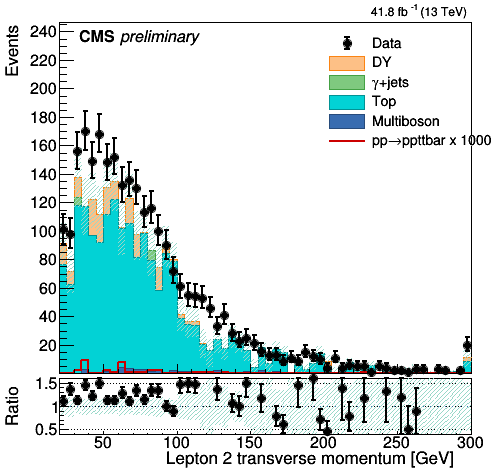 41.8 fb⁻¹ (13 TeV)
CMS preliminary
Events
240
220
200
180
160
140
120
100
80
60
40
20
Data
DY
γ+jets
Top
Multiboson
pp→ppttbar x 1000
Ratio
1.5
1
0.5
50 100 150 200 250 300
Lepton 2 transverse momentum [GeV]